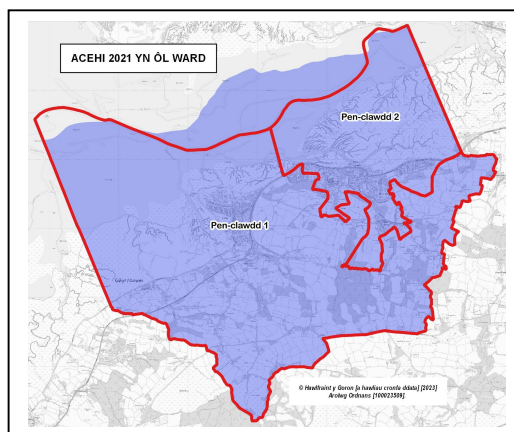 ACEHI 2021 YN ÔL WARD
Pen-clawdd 2
Pen-clawdd 1
© Hawlfraint y Goron [a hawliau cronfa ddata] [2023]
Arolwg Ordnans [100023509].